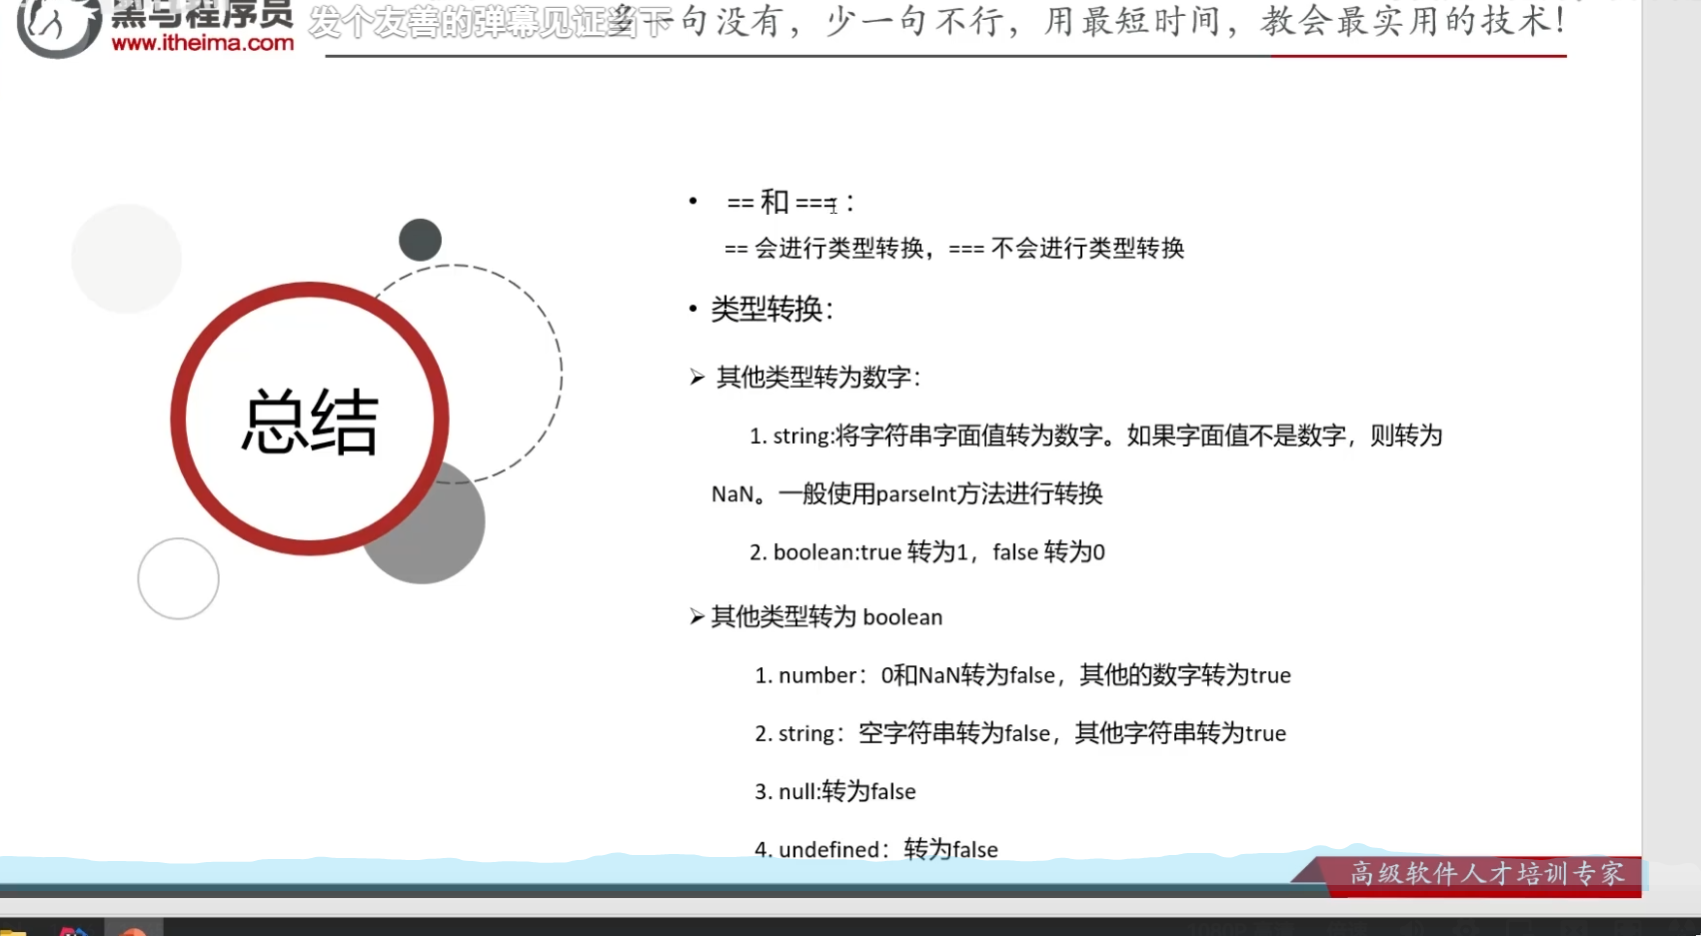 黑马程序员
www.itheima.com
发个友善的弹幕见证当下
多一句没有，少一句不行，用最短时间，教会最实用的技术！
总结
• == 和 === ：
== 会进行类型转换，=== 不会进行类型转换
• 类型转换：
➢ 其他类型转为数字：
1. string:将字符串字面值转为数字。如果字面值不是数字，则转为
NaN。一般使用parseInt方法进行转换
2. boolean:true 转为1，false 转为0
➢ 其他类型转为 boolean
1. number：0和NaN转为false，其他的数字转为true
2. string：空字符串转为false，其他字符串转为true
3. null:转为false
4. undefined：转为false
高级软件人才培训专家